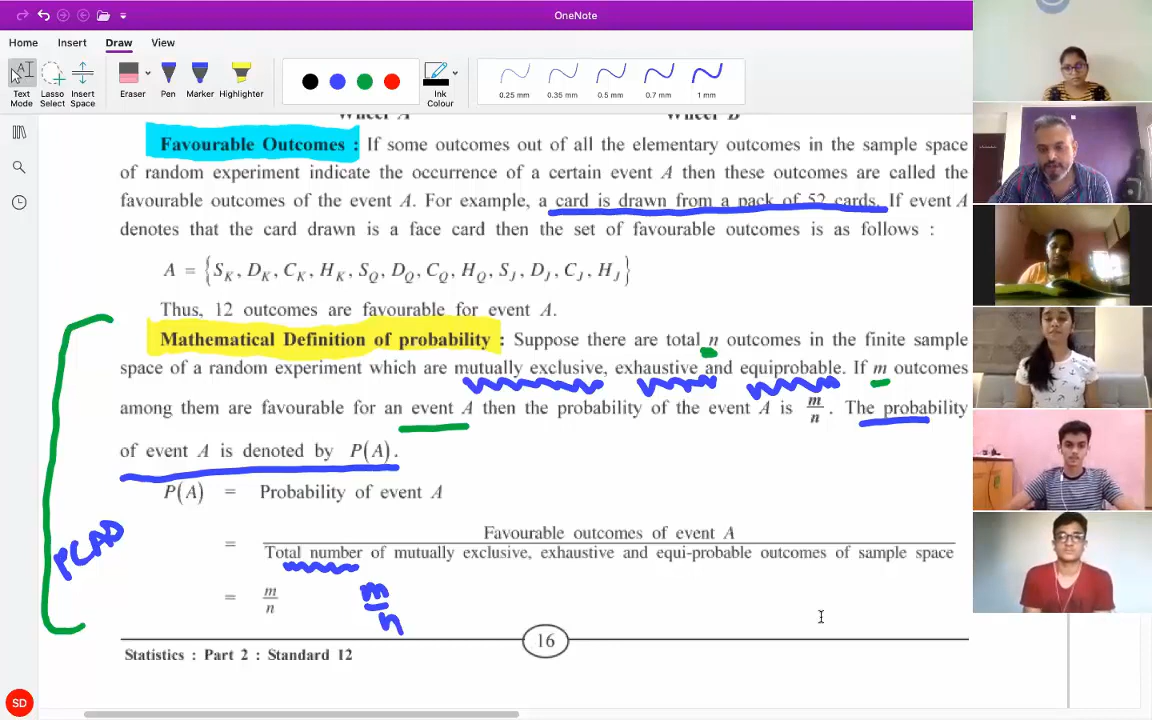 OneNote
Home Insert Draw View
Text Mode
Lasso Select
Insert Space
Eraser
Pen
Marker
Highlighter
Ink Colour
0.25 mm 0.35 mm 0.5 mm 0.7 mm 1 mm
Wheel A Wheel B
Favourable Outcomes : If some outcomes out of all the elementary outcomes in the sample space
of random experiment indicate the occurrence of a certain event A then these outcomes are called the
favourable outcomes of the event A. For example, a card is drawn from a pack of 52 cards. If event A
denotes that the card drawn is a face card then the set of favourable outcomes is as follows :
A = {S_K, D_K, C_K, H_K, S_Q, D_Q, C_Q, H_Q, S_J, D_J, C_J, H_J}
Thus, 12 outcomes are favourable for event A.
Mathematical Definition of probability : Suppose there are total n outcomes in the finite sample
space of a random experiment which are mutually exclusive, exhaustive and equiprobable. If m outcomes
among them are favourable for an event A then the probability of the event A is m/n. The probability
of event A is denoted by P(A).
P(A) = Probability of event A
= Favourable outcomes of event A
Total number of mutually exclusive, exhaustive and equi-probable outcomes of sample space
= m/n
P(A)
m/n
16
Statistics : Part 2 : Standard 12
SD